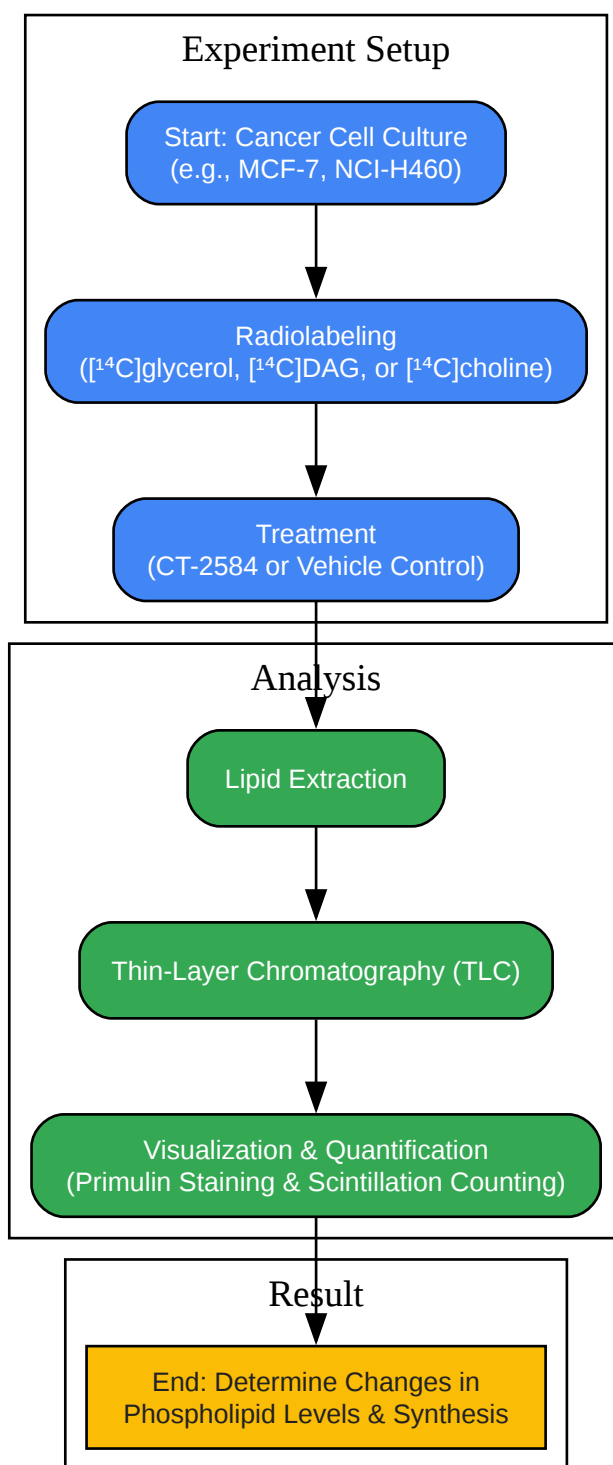 Experiment Setup
Start: Cancer Cell Culture
(e.g., MCF-7, NCI-H460)
Radiolabeling
([¹⁴C]glycerol, [¹⁴C]DAG, or [¹⁴C]choline)
Treatment
(CT-2584 or Vehicle Control)
Analysis
Lipid Extraction
Thin-Layer Chromatography (TLC)
Visualization & Quantification
(Primulin Staining & Scintillation Counting)
Result
End: Determine Changes in
Phospholipid Levels & Synthesis